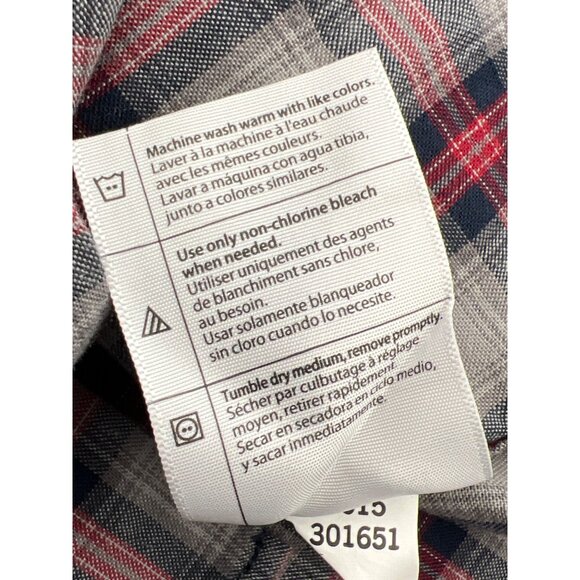 Machine wash warm with like colors.
Laver à la machine à l'eau chaude
avec les mêmes couleurs.
Lavar a máquina con agua tibia,
junto a colores similares.
Use only non-chlorine bleach
when needed.
Utiliser uniquement des agents
de blanchiment sans chlore,
au besoin.
Usar solamente blanqueador
sin cloro cuando lo necesite.
Tumble dry medium, remove promptly.
Sécher par culbutage à réglage
moyen, retirer rapidement.
Secar en secadora en ciclo medio,
y sacar inmediatamente.
301651